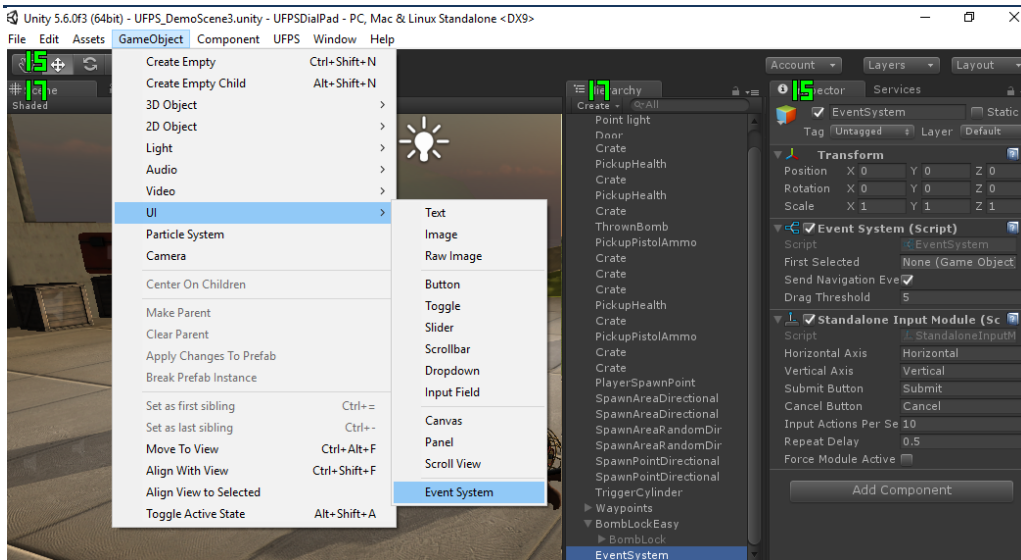 Unity 5.6.0f3 (64bit) - UFPS_DemoScene3.unity - UFPSDialPad - PC, Mac & Linux Standalone <DX9>
File Edit Assets GameObject Component UFPS Window Help
15
Account Layers Layout
17
Shaded
Create Empty Ctrl+Shift+N
Create Empty Child Alt+Shift+N
3D Object
2D Object
Light
Audio
Video
UI
Particle System
Camera
Center On Children
Make Parent
Clear Parent
Apply Changes To Prefab
Break Prefab Instance
Set as first sibling Ctrl+=
Set as last sibling Ctrl+-
Move To View Ctrl+Alt+F
Align With View Ctrl+Shift+F
Align View to Selected
Toggle Active State Alt+Shift+A
Text
Image
Raw Image
Button
Toggle
Slider
Scrollbar
Dropdown
Input Field
Canvas
Panel
Scroll View
Event System
17
Create All
Point light
Door
Crate
PickupHealth
Crate
PickupHealth
Crate
ThrownBomb
PickupPistolAmmo
Crate
Crate
Crate
PickupHealth
Crate
PickupPistolAmmo
Crate
Crate
PlayerSpawnPoint
SpawnAreaDirectional
SpawnAreaDirectional
SpawnAreaRandomDir
SpawnAreaRandomDir
SpawnPointDirectional
SpawnPointDirectional
TriggerCylinder
Waypoints
BombLockEasy
BombLock
EventSystem
15 Services
EventSystem Static
Tag Untagged Layer Default
Transform
Position X 0 Y 0 Z 0
Rotation X 0 Y 0 Z 0
Scale X 1 Y 1 Z 1
Event System (Script)
Script EventSystem
First Selected None (Game Object
Send Navigation Eve
Drag Threshold 5
Standalone Input Module (Sc
Script StandaloneInputM
Horizontal Axis Horizontal
Vertical Axis Vertical
Submit Button Submit
Cancel Button Cancel
Input Actions Per Se 10
Repeat Delay 0.5
Force Module Active
Add Component